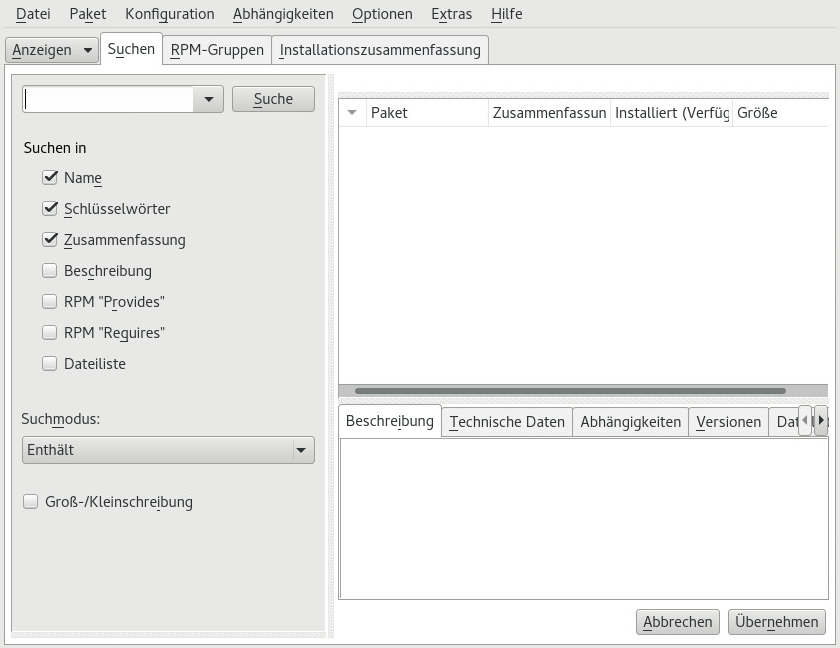 Datei Paket Konfiguration Abhängigkeiten Optionen Extras Hilfe
Anzeigen Suchen RPM-Gruppen Installationszusammenfassung
Suche
Suchen in
Name
Schlüsselwörter
Zusammenfassung
Beschreibung
RPM "Provides"
RPM "Requires"
Dateiliste
Suchmodus:
Enthält
Groß-/Kleinschreibung
Paket Zusammenfassun Installiert (Verfüg Größe
Beschreibung Technische Daten Abhängigkeiten Versionen Dat
Abbrechen Übernehmen